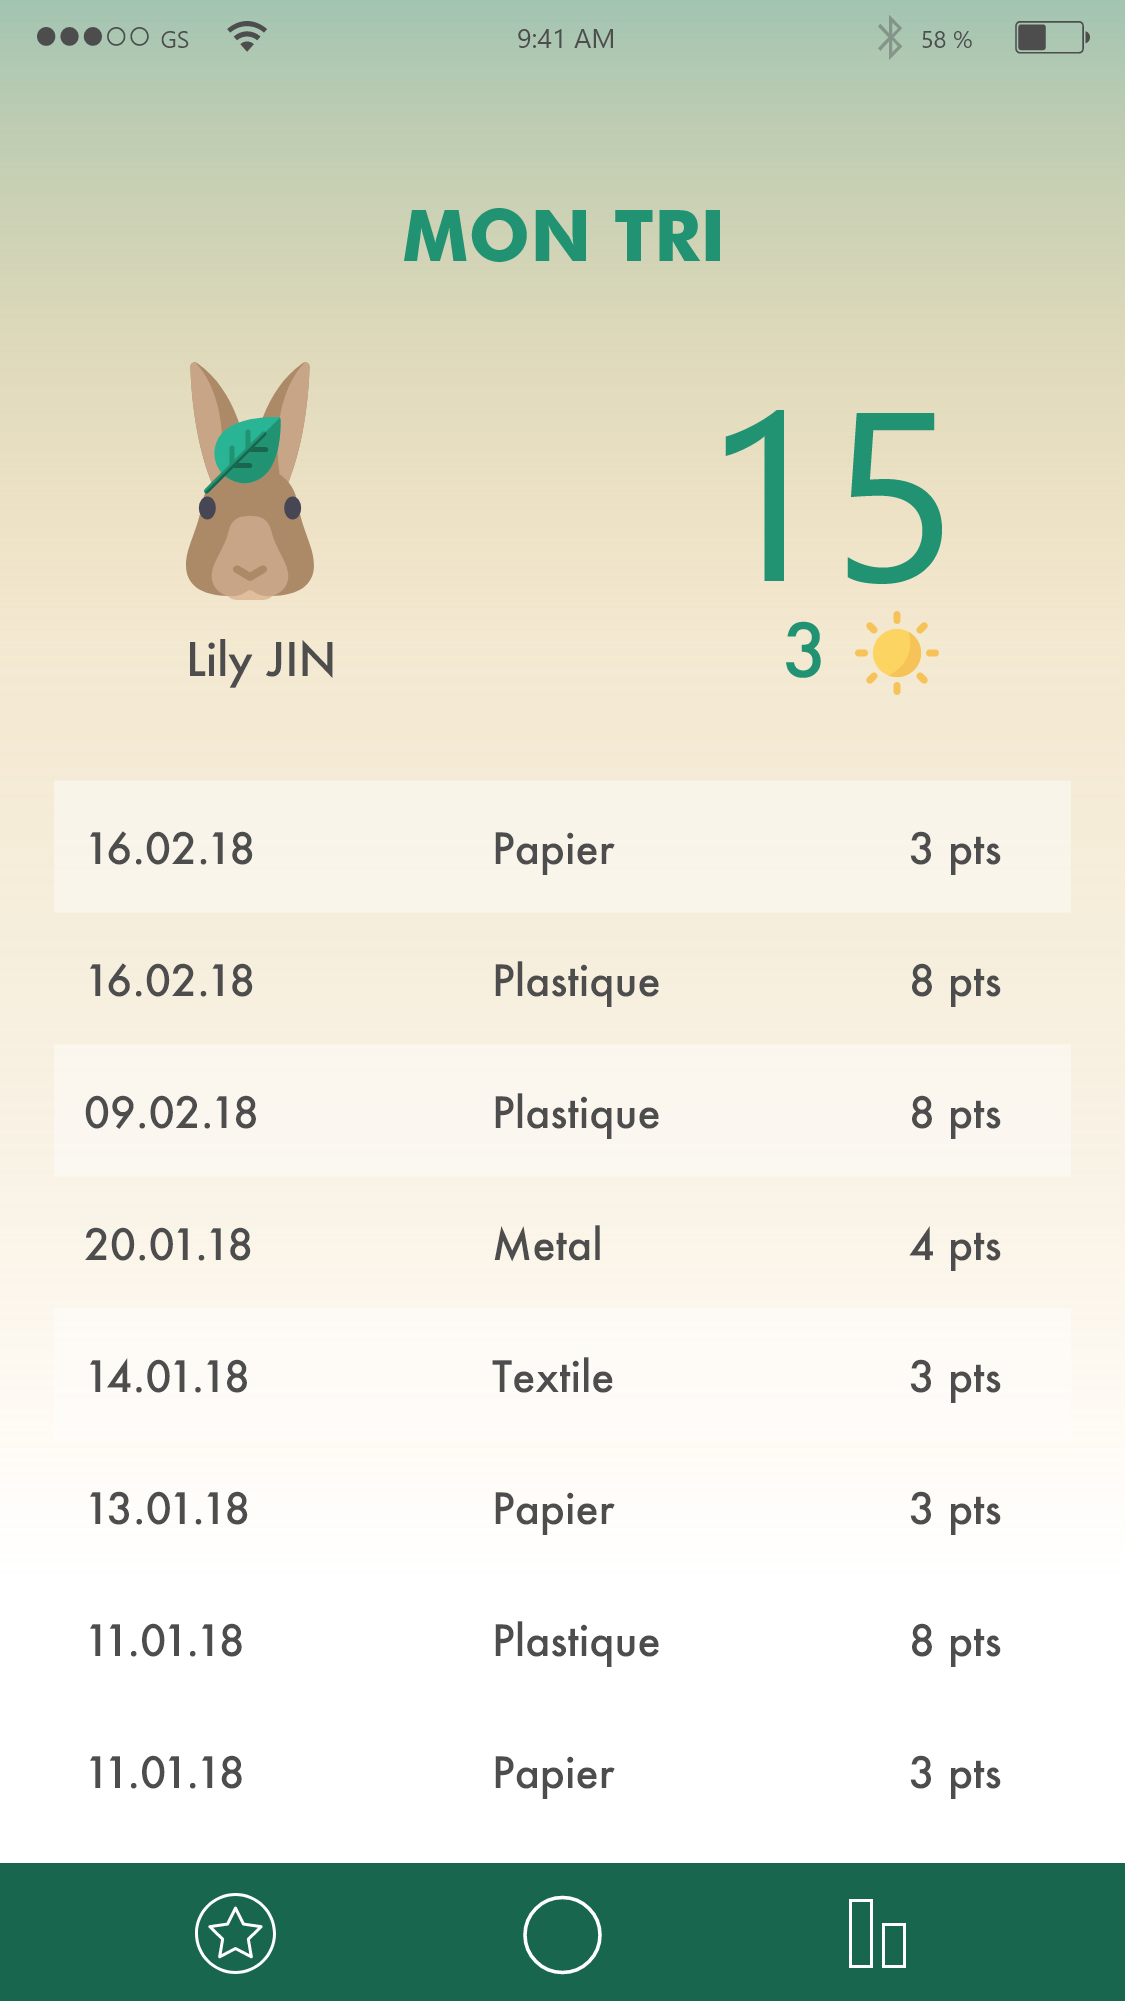 GS 9:41 AM 58 %
MON TRI
15
Lily JIN
3
16.02.18 Papier 3 pts
16.02.18 Plastique 8 pts
09.02.18 Plastique 8 pts
20.01.18 Metal 4 pts
14.01.18 Textile 3 pts
13.01.18 Papier 3 pts
11.01.18 Plastique 8 pts
11.01.18 Papier 3 pts